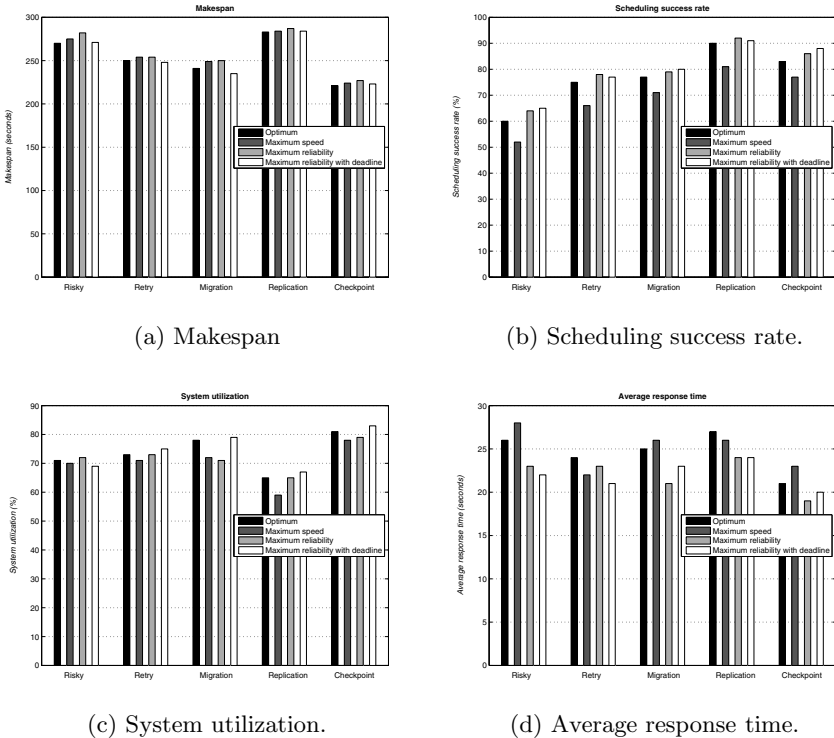 Makespan
300
250
200
150
100
50
0
Makespan (seconds)
Optimum
Maximum speed
Maximum reliability
Maximum reliability with deadline
Risky Retry Migration Replication Checkpoint
(a) Makespan
Scheduling success rate
100
90
80
70
60
50
40
30
20
10
0
Scheduling success rate (%)
Optimum
Maximum speed
Maximum reliability
Maximum reliability with deadline
Risky Retry Migration Replication Checkpoint
(b) Scheduling success rate.
System utilization
90
80
70
60
50
40
30
20
10
0
System utilization (%)
Optimum
Maximum speed
Maximum reliability
Maximum reliability with deadline
Risky Retry Migration Replication Checkpoint
(c) System utilization.
Average response time
30
25
20
15
10
5
0
Average response time (seconds)
Optimum
Maximum speed
Maximum reliability
Maximum reliability with deadline
Risky Retry Migration Replication Checkpoint
(d) Average response time.